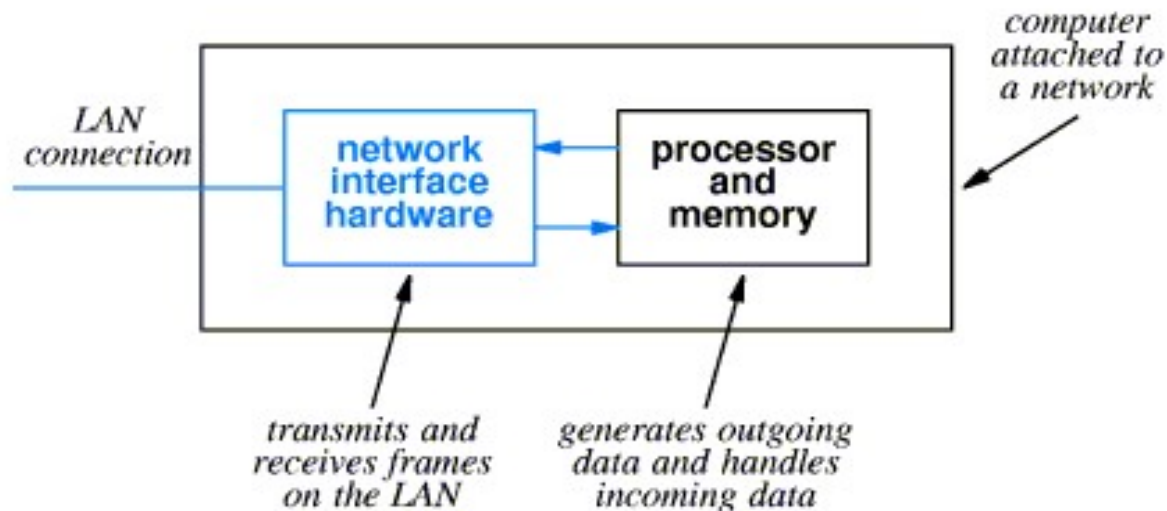 computer
attached to
a network
LAN
connection
network
interface
hardware
processor
and
memory
transmits and
receives frames
on the LAN
generates outgoing
data and handles
incoming data